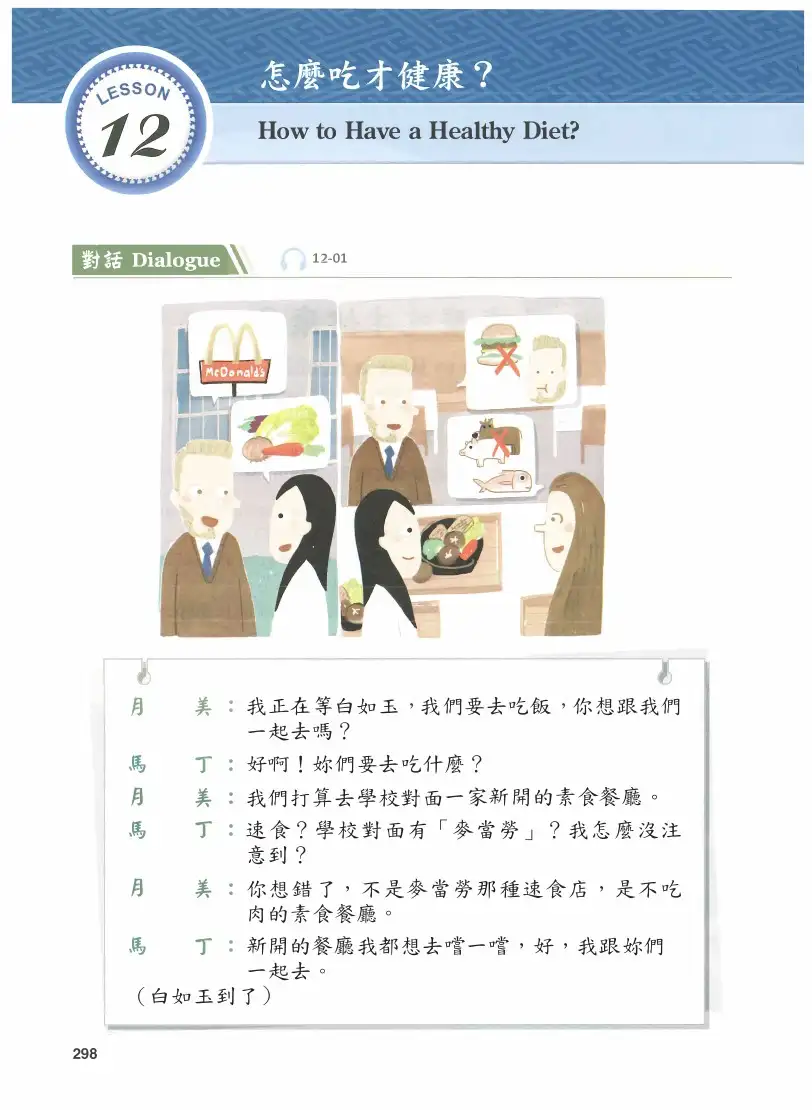 怎麼吃才健康？
LESSON
12
How to Have a Healthy Diet?
對話 Dialogue
12-01
McDonald's
月美：我正在等白如玉，我們要去吃飯，你想跟我們
一起去嗎？
馬丁：好啊！妳們要去吃什麼？
月美：我們打算去學校對面一家新開的素食餐廳。
馬丁：速食？學校對面有「麥當勞」？我怎麼沒注
意到？
月美：你想錯了，不是麥當勞那種速食店，是不吃
肉的素食餐廳。
馬丁：新開的餐廳我都想去嚐一嚐，好，我跟妳們
一起去。
（白如玉到了）
298